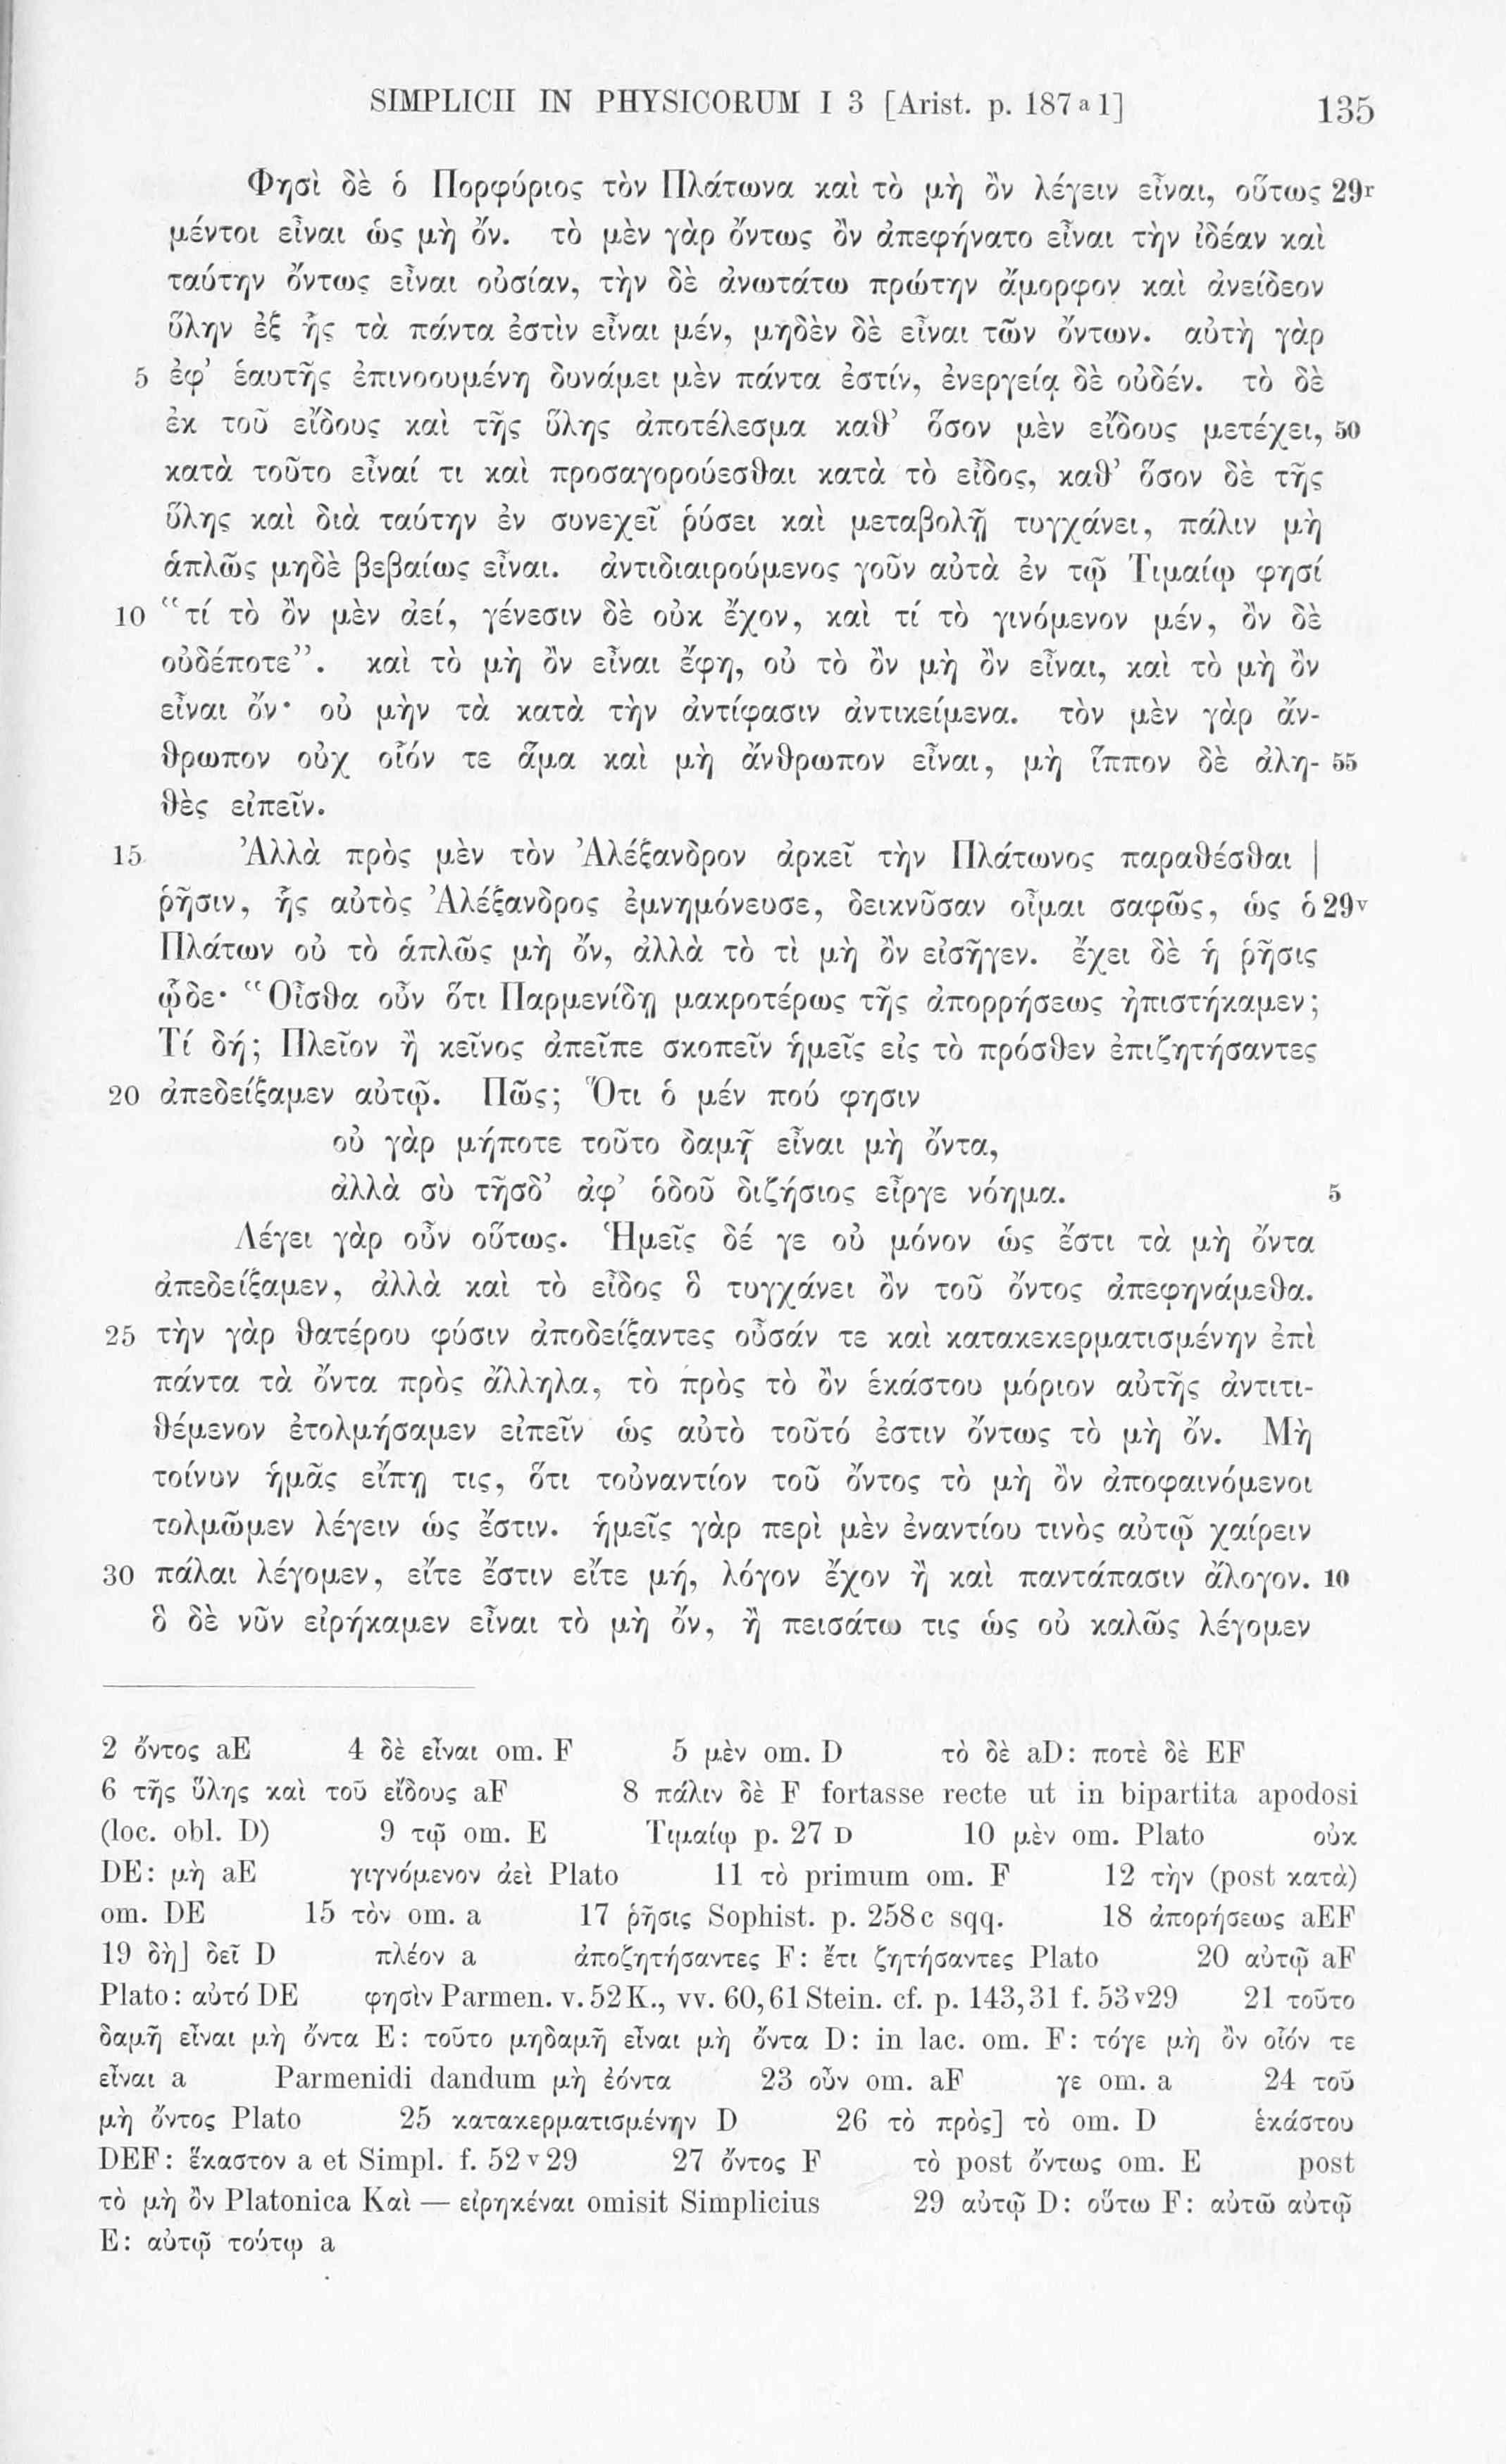 SIMPLICII IN PHYSICORUM I 3 [Arist. p. 187 a 1] 135
Φησὶ δὲ ὁ Πορφύριος τὸν Πλάτωνα καὶ τὸ μὴ ὂν λέγειν εἶναι, οὕτως 29r
μέντοι εἶναι ὡς μὴ ὄν. τὸ μὲν γὰρ ὄντως ὂν ἀπεφήνατο εἶναι τὴν ἰδέαν καὶ
ταύτην ὄντως εἶναι οὐσίαν, τὴν δὲ ἀνωτάτω πρώτην ἄμορφον καὶ ἀνείδεον
ὕλην ἐξ ἧς τὰ πάντα ἐστὶν εἶναι μέν, μηδὲν δὲ εἶναι τῶν ὄντων. αὐτὴ γὰρ
5 ἐφ’ ἑαυτῆς ἐπινοουμένη δυνάμει μὲν πάντα ἐστίν, ἐνεργείᾳ δὲ οὐδέν. τὸ δὲ
ἐκ τοῦ εἴδους καὶ τῆς ὕλης ἀποτέλεσμα καθ’ ὅσον μὲν εἴδους μετέχει, 50
κατὰ τοῦτο εἶναί τι καὶ προσαγορούεσθαι κατὰ τὸ εἶδος, καθ’ ὅσον δὲ τῆς
ὕλης καὶ διὰ ταύτην ἐν συνεχεῖ ῥύσει καὶ μεταβολῇ τυγχάνει, πάλιν μὴ
ἁπλῶς μηδὲ βεβαίως εἶναι. ἀντιδιαιρούμενος γοῦν αὐτὰ ἐν τῷ Τιμαίῳ φησί
10 “τί τὸ ὂν μὲν ἀεί, γένεσιν δὲ οὐκ ἔχον, καὶ τί τὸ γινόμενον μέν, ὂν δὲ
οὐδέποτε”. καὶ τὸ μὴ ὂν εἶναι ἔφη, οὐ τὸ ὂν μὴ ὂν εἶναι, καὶ τὸ μὴ ὂν
εἶναι ὄν· οὐ μὴν τὰ κατὰ τὴν ἀντίφασιν ἀντικείμενα. τὸν μὲν γὰρ ἄν-
θρωπον οὐχ οἷόν τε ἅμα καὶ μὴ ἄνθρωπον εἶναι, μὴ ἵππον δὲ ἀλη- 55
θὲς εἰπεῖν.
15 Ἀλλὰ πρὸς μὲν τὸν Ἀλέξανδρον ἀρκεῖ τὴν Πλάτωνος παραθέσθαι |
ῥῆσιν, ἧς αὐτὸς Ἀλέξανδρος ἐμνημόνευσε, δεικνῦσαν οἶμαι σαφῶς, ὡς ὁ 29v
Πλάτων οὐ τὸ ἁπλῶς μὴ ὄν, ἀλλὰ τὸ τὶ μὴ ὂν εἰσῆγεν. ἔχει δὲ ἡ ῥῆσις
ᾧδε· “Οἶσθα οὖν ὅτι Παρμενίδῃ μακροτέρως τῆς ἀπορρήσεως ἠπιστήκαμεν;
Τί δή; Πλεῖον ἢ κεῖνος ἀπεῖπε σκοπεῖν ἡμεῖς εἰς τὸ πρόσθεν ἐπιζητήσαντες
20 ἀπεδείξαμεν αὐτῷ. Πῶς; Ὅτι ὁ μέν πού φησιν
οὐ γὰρ μήποτε τοῦτο δαμῇ εἶναι μὴ ὄντα,
ἀλλὰ σὺ τῆσδ’ ἀφ’ ὁδοῦ διζήσιος εἶργε νόημα. 5
Λέγει γὰρ οὖν οὕτως. Ἡμεῖς δέ γε οὐ μόνον ὡς ἔστι τὰ μὴ ὄντα
ἀπεδείξαμεν, ἀλλὰ καὶ τὸ εἶδος ὃ τυγχάνει ὂν τοῦ ὄντος ἀπεφηνάμεθα.
25 τὴν γὰρ θατέρου φύσιν ἀποδείξαντες οὖσάν τε καὶ κατακεκερματισμένην ἐπὶ
πάντα τὰ ὄντα πρὸς ἄλληλα, τὸ πρὸς τὸ ὂν ἑκάστου μόριον αὐτῆς ἀντιτι-
θέμενον ἐτολμήσαμεν εἰπεῖν ὡς αὐτὸ τοῦτό ἐστιν ὄντως τὸ μὴ ὄν. Μὴ
τοίνυν ἡμᾶς εἴπῃ τις, ὅτι τοὐναντίον τοῦ ὄντος τὸ μὴ ὂν ἀποφαινόμενοι
τολμῶμεν λέγειν ὡς ἔστιν. ἡμεῖς γὰρ περὶ μὲν ἐναντίου τινὸς αὐτῷ χαίρειν
30 πάλαι λέγομεν, εἴτε ἔστιν εἴτε μή, λόγον ἔχον ἢ καὶ παντάπασιν ἄλογον. 10
ὃ δὲ νῦν εἰρήκαμεν εἶναι τὸ μὴ ὄν, ἢ πεισάτω τις ὡς οὐ καλῶς λέγομεν
2 ὄντος aE 4 δὲ εἶναι om. F 5 μὲν om. D τὸ δὲ aD: ποτὲ δὲ EF
6 τῆς ὕλης καὶ τοῦ εἴδους aF 8 πάλιν δὲ F fortasse recte ut in bipartita apodosi
(loc. obl. D) 9 τῷ om. E Τιμαίῳ p. 27 D 10 μὲν om. Plato οὐκ
DE: μὴ aE γιγνόμενον ἀεὶ Plato 11 τὸ primum om. F 12 τὴν (post κατὰ)
om. DE 15 τὸν om. a 17 ῥῆσις Sophist. p. 258c sqq. 18 ἀπορήσεως aEF
19 δὴ] δεῖ D πλέον a ἀποζητήσαντες F: ἔτι ζητήσαντες Plato 20 αὐτῷ aF
Plato: αὐτό DE φησὶν Parmen. v. 52 K., vv. 60, 61 Stein. cf. p. 143,31 f. 53v29 21 τοῦτο
δαμῆ εἶναι μὴ ὄντα E: τοῦτο μηδαμῆ εἶναι μὴ ὄντα D: in lac. om. F: τόγε μὴ ὂν οἷόν τε
εἶναι a Parmenidi dandum μὴ ἐόντα 23 οὖν om. aF γε om. a 24 τοῦ
μὴ ὄντος Plato 25 κατακερματισμένην D 26 τὸ πρὸς] τὸ om. D ἑκάστου
DEF: ἕκαστον a et Simpl. f. 52 v 29 27 ὄντος F τὸ post ὄντως om. E post
τὸ μὴ ὂν Platonica Καὶ — εἰρηκέναι omisit Simplicius 29 αὐτῷ D: οὕτω F: αὐτῶ αὐτῷ
E: αὐτῷ τούτῳ a